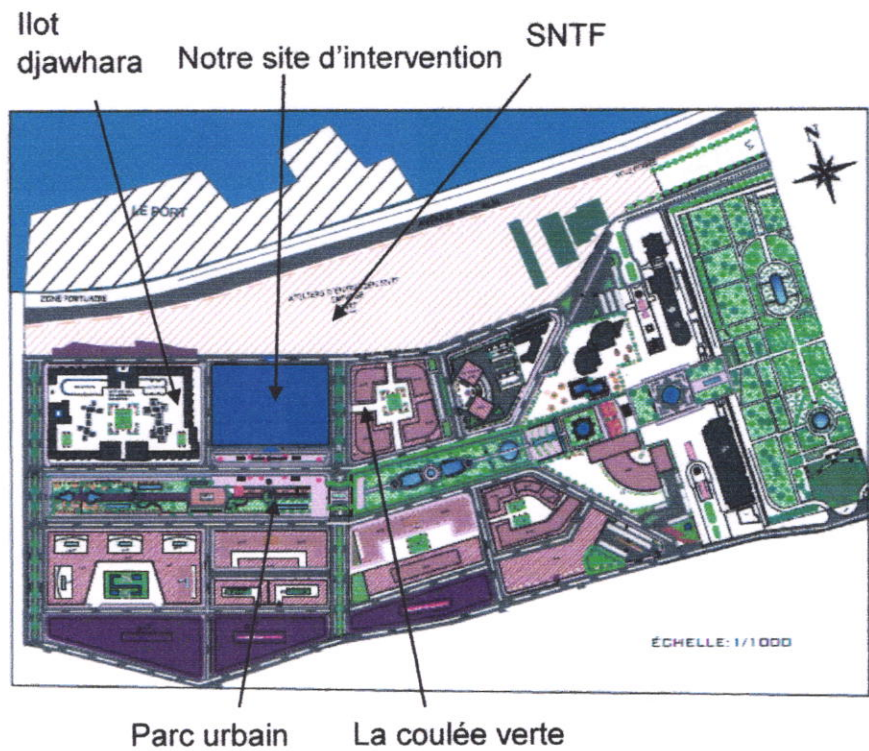 Ilot
djawhara
Notre site d'intervention
SNTF
N
LE PORT
ZONE PORTUAIRE
ÉCHELLE: 1/1000
Parc urbain
La coulée verte